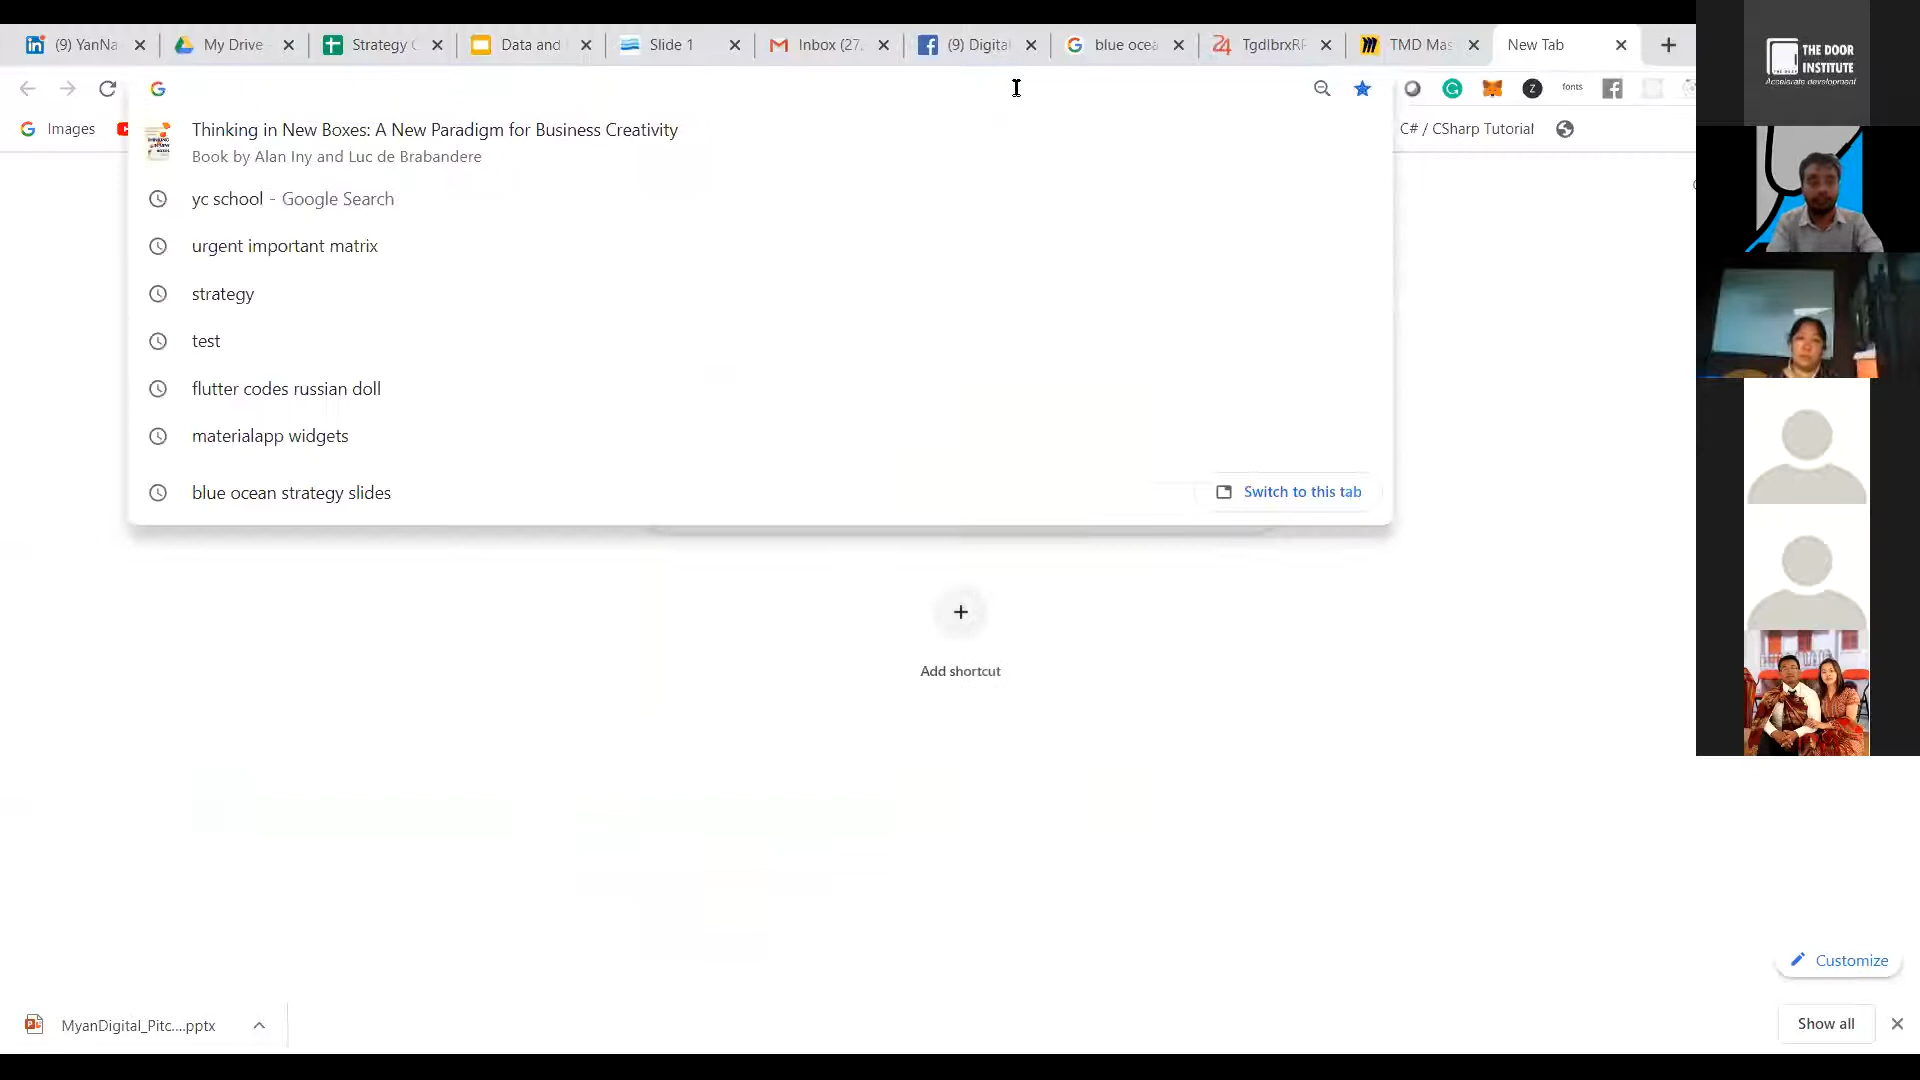 (9) YanNa
My Drive
Strategy
Data and
Slide 1
Inbox (27.
(9) Digital
blue ocea
TgdlbrxRF
TMD Mas
New Tab
fonts
Images
C# / CSharp Tutorial
Thinking in New Boxes: A New Paradigm for Business Creativity
Book by Alan Iny and Luc de Brabandere
yc school - Google Search
urgent important matrix
strategy
test
flutter codes russian doll
materialapp widgets
blue ocean strategy slides
Switch to this tab
Add shortcut
Customize
MyanDigital_Pitc....pptx
Show all
THE DOOR
INSTITUTE
Accelerate development